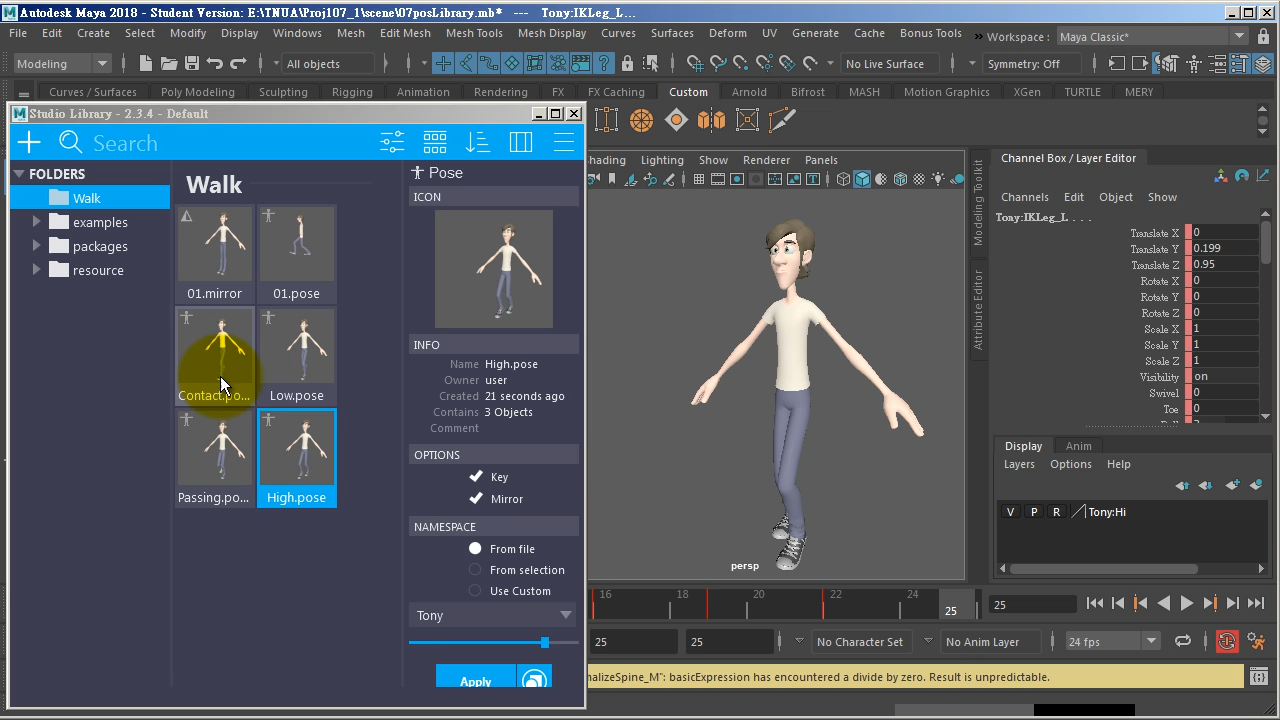 Autodesk Maya 2018 - Student Version: E:\TNUA\Proj107_1\scene\07posLibrary.mb* --- Tony:IKLeg_L...
File Edit Create Select Modify Display Windows Mesh Edit Mesh Mesh Tools Mesh Display Curves Surfaces Deform UV Generate Cache Bonus Tools Workspace : Maya Classic*
Modeling All objects No Live Surface Symmetry: Off
Curves / Surfaces Poly Modeling Sculpting Rigging Animation Rendering FX FX Caching Custom Arnold Bifrost MASH Motion Graphics XGen TURTLE MERY
Studio Library - 2.3.4 - Default
Search
FOLDERS
Walk
examples
packages
resource
Walk
01.mirror
01.pose
Contact.po...
Low.pose
Passing.po...
High.pose
Pose
ICON
INFO
Name High.pose
Owner user
Created 21 seconds ago
Contains 3 Objects
Comment
OPTIONS
Key
Mirror
NAMESPACE
From file
From selection
Use Custom
Tony
Apply
hading Lighting Show Renderer Panels
persp
Modeling Toolkit
Attribute Editor
Channel Box / Layer Editor
Channels Edit Object Show
Tony:IKLeg_L . . .
Translate X 0
Translate Y 0.199
Translate Z 0.95
Rotate X 0
Rotate Y 0
Rotate Z 0
Scale X 1
Scale Y 1
Scale Z 1
Visibility on
Swivel 0
Toe 0
Display Anim
Layers Options Help
V P R Tony:Hi
16 18 20 22 24
25
25
25 25 No Character Set No Anim Layer 24 fps
nalizeSpine_M": basicExpression has encountered a divide by zero. Result is unpredictable.